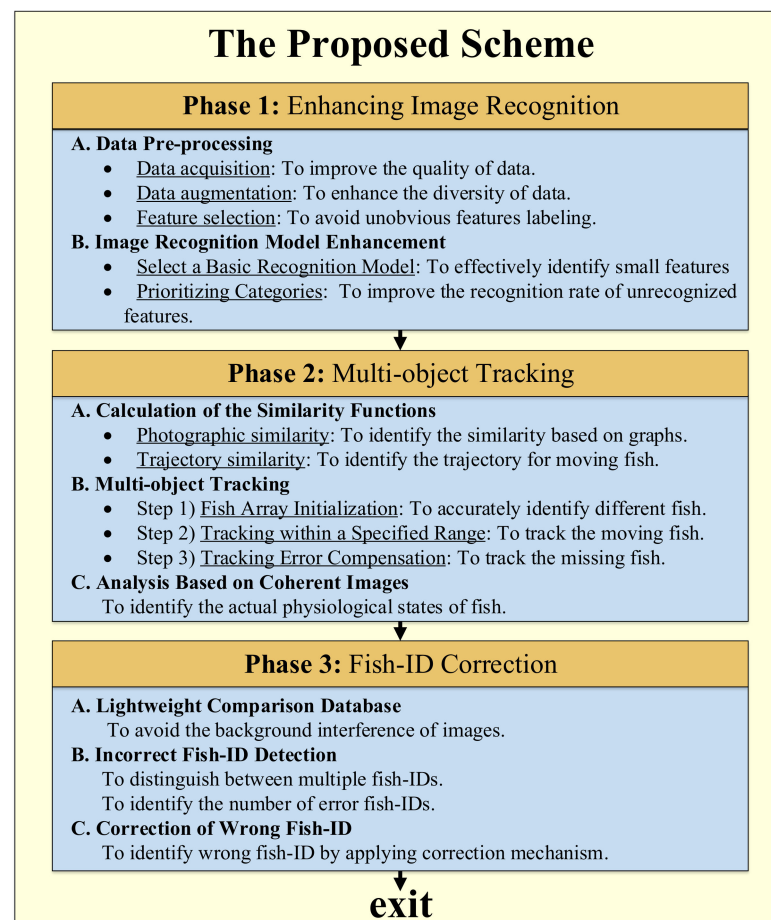 The Proposed Scheme
Phase 1: Enhancing Image Recognition
A. Data Pre-processing
• Data acquisition: To improve the quality of data.
• Data augmentation: To enhance the diversity of data.
• Feature selection: To avoid unobvious features labeling.
B. Image Recognition Model Enhancement
• Select a Basic Recognition Model: To effectively identify small features
• Prioritizing Categories: To improve the recognition rate of unrecognized
features.
Phase 2: Multi-object Tracking
A. Calculation of the Similarity Functions
• Photographic similarity: To identify the similarity based on graphs.
• Trajectory similarity: To identify the trajectory for moving fish.
B. Multi-object Tracking
• Step 1) Fish Array Initialization: To accurately identify different fish.
• Step 2) Tracking within a Specified Range: To track the moving fish.
• Step 3) Tracking Error Compensation: To track the missing fish.
C. Analysis Based on Coherent Images
To identify the actual physiological states of fish.
Phase 3: Fish-ID Correction
A. Lightweight Comparison Database
To avoid the background interference of images.
B. Incorrect Fish-ID Detection
To distinguish between multiple fish-IDs.
To identify the number of error fish-IDs.
C. Correction of Wrong Fish-ID
To identify wrong fish-ID by applying correction mechanism.
exit